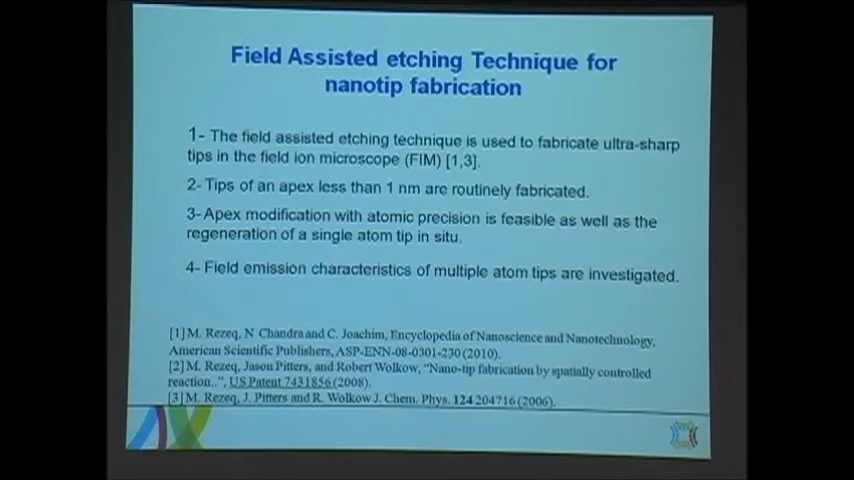 Field Assisted etching Technique for
nanotip fabrication
1- The field assisted etching technique is used to fabricate ultra-sharp
tips in the field ion microscope (FIM) [1,3].
2- Tips of an apex less than 1 nm are routinely fabricated.
3- Apex modification with atomic precision is feasible as well as the
regeneration of a single atom tip in situ.
4- Field emission characteristics of multiple atom tips are investigated.
[1] M. Rezeq, N Chandra and C. Joachim, Encyclopedia of Nanoscience and Nanotechnology,
American Scientific Publishers, ASP-ENN-08-0301-230 (2010).
[2] M. Rezeq, Jason Pitters, and Robert Wolkow, "Nano-tip fabrication by spatially controlled
reaction..", US Patent 7431856 (2008).
[3] M. Rezeq, J. Pitters and R. Wolkow J. Chem. Phys. 124 204716 (2006).